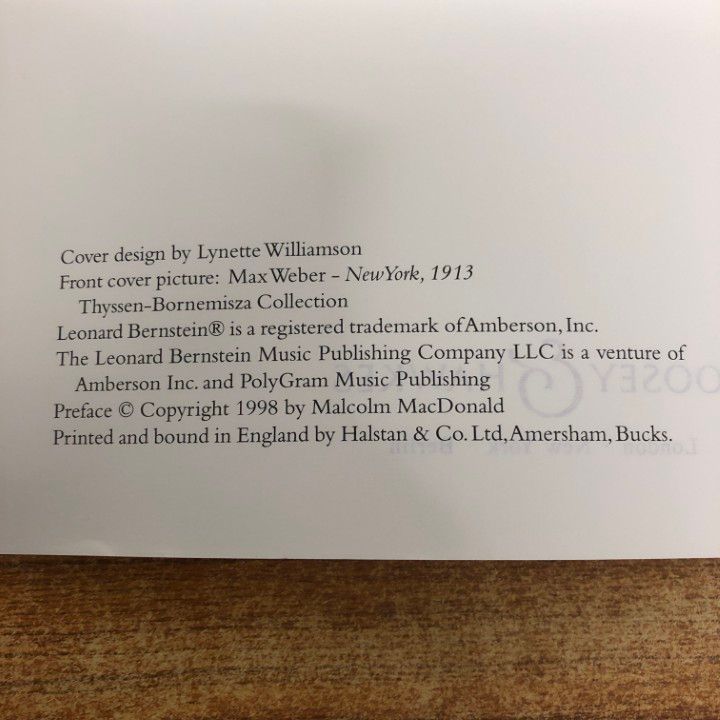 Cover design by Lynette Williamson
Front cover picture: Max Weber – New York, 1913
Thyssen-Bornemisza Collection
Leonard Bernstein® is a registered trademark of Amberson, Inc.
The Leonard Bernstein Music Publishing Company LLC is a venture of
Amberson Inc. and PolyGram Music Publishing
Preface © Copyright 1998 by Malcolm MacDonald
Printed and bound in England by Halstan & Co. Ltd, Amersham, Bucks.